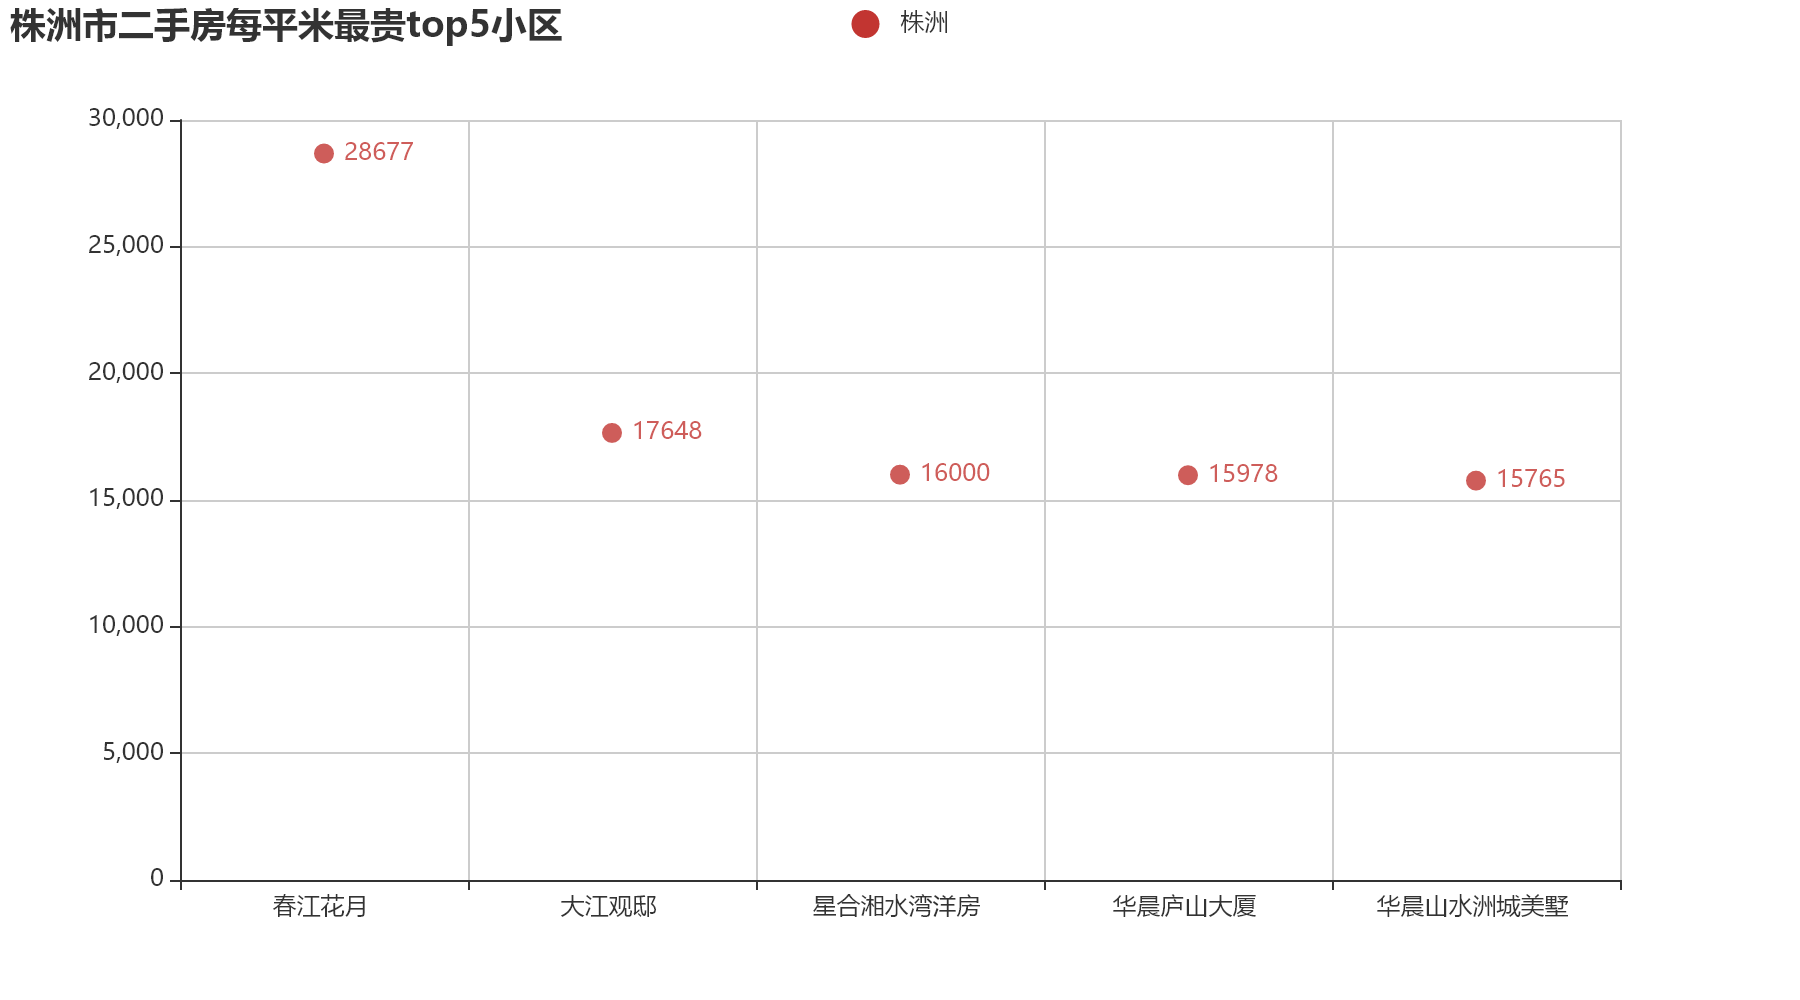 株洲市二手房每平米最贵top5小区
株洲
30,000
25,000
20,000
15,000
10,000
5,000
0
28677
17648
16000
15978
15765
春江花月
大江观邸
星合湘水湾洋房
华晨庐山大厦
华晨山水洲城美墅